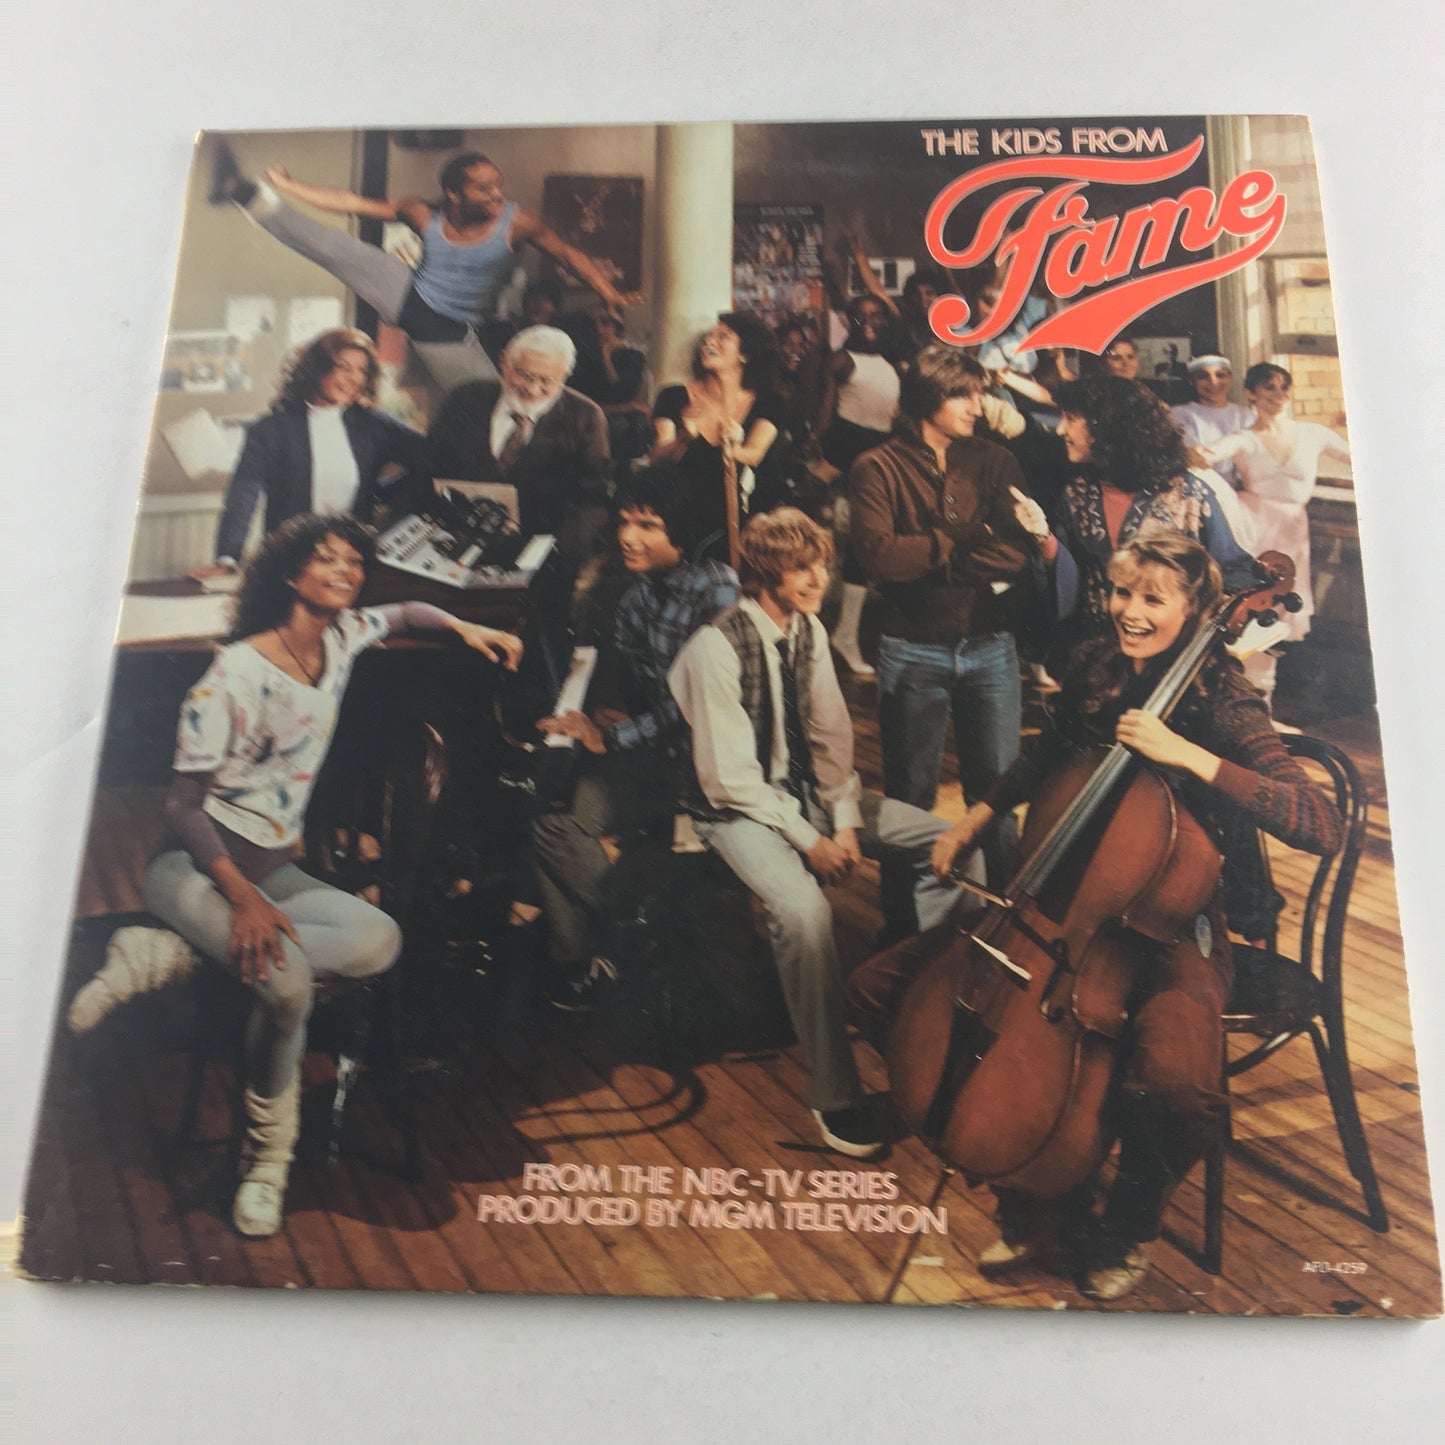 THE KIDS FROM
Fame
FROM THE NBC-TV SERIES
PRODUCED BY MGM TELEVISION
AFL1-4259